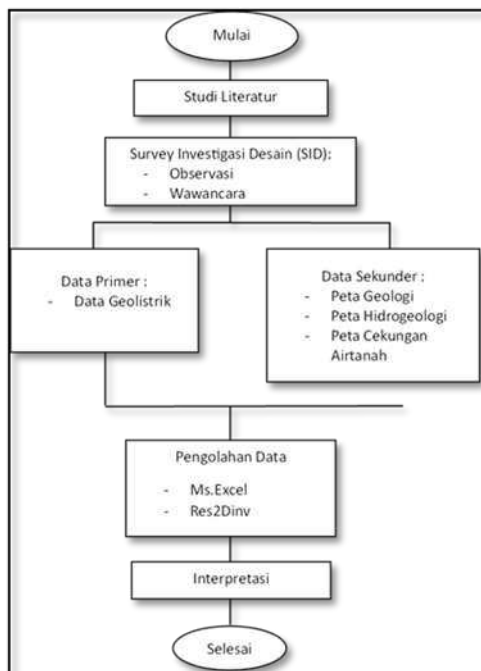 Mulai
Studi Literatur
Survey Investigasi Desain (SID):
- Observasi
- Wawancara
Data Primer :
- Data Geolistrik
Data Sekunder :
- Peta Geologi
- Peta Hidrogeologi
- Peta Cekungan
Airtanah
Pengolahan Data
- Ms.Excel
- Res2Dinv
Interpretasi
Selesai